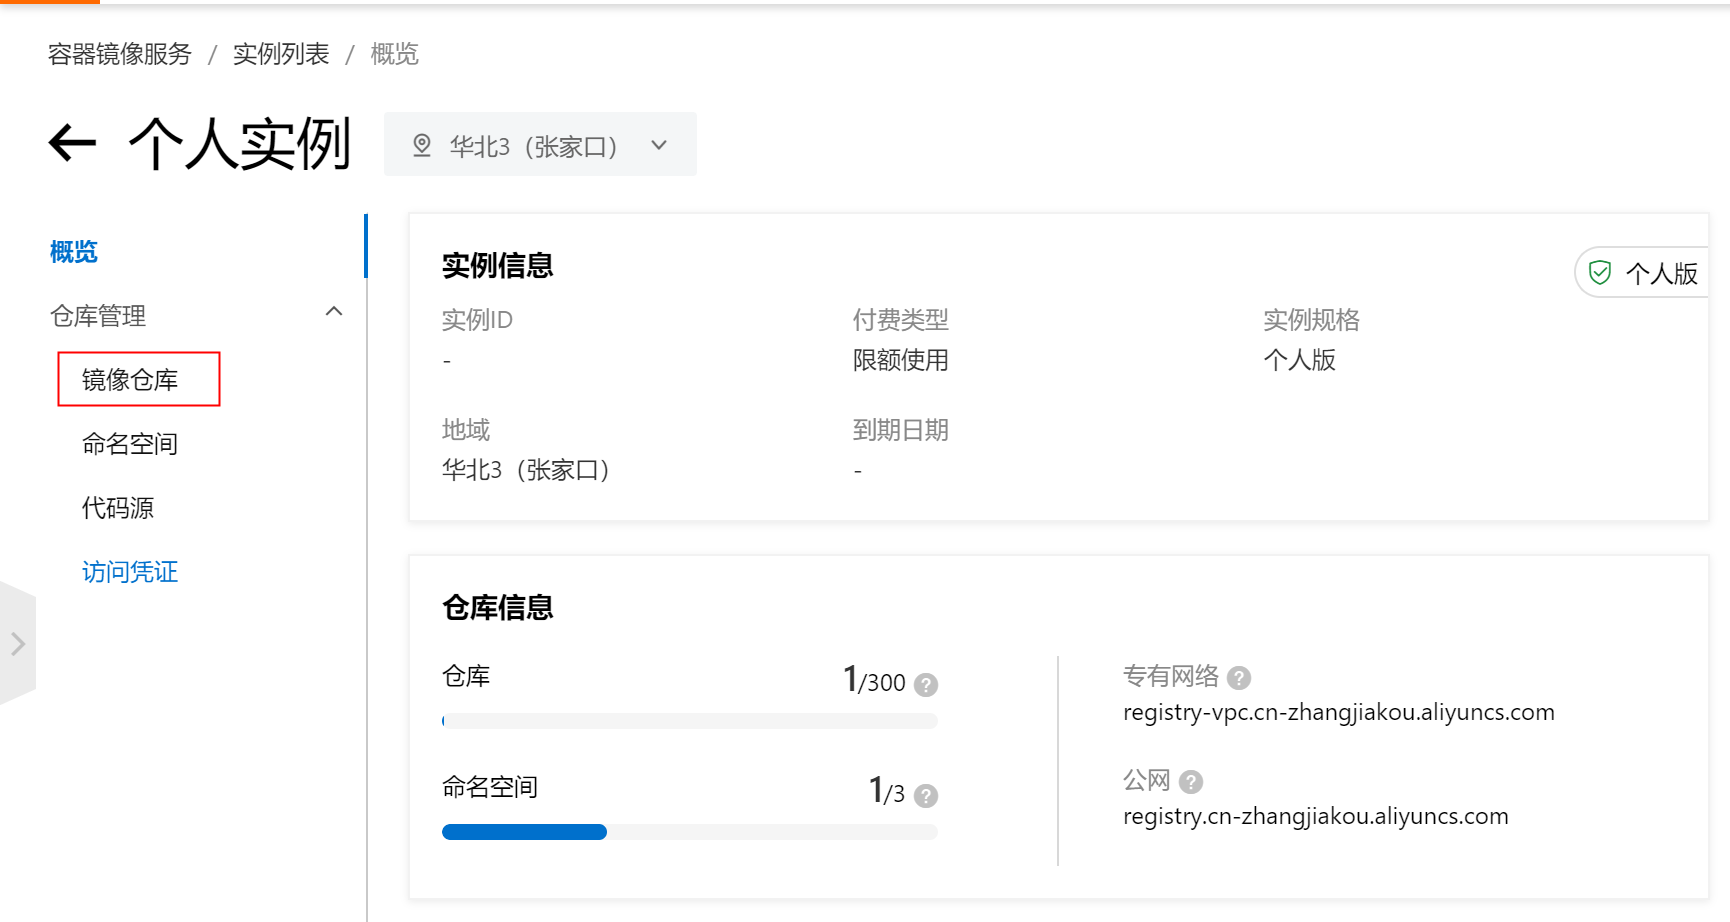 容器镜像服务 / 实例列表 / 概览
个人实例
华北3（张家口）
概览
仓库管理
镜像仓库
命名空间
代码源
访问凭证
实例信息
个人版
实例ID
-
付费类型
限额使用
实例规格
个人版
地域
华北3（张家口）
到期日期
-
仓库信息
仓库
1/300 ?
命名空间
1/3 ?
专有网络 ?
registry-vpc.cn-zhangjiakou.aliyuncs.com
公网 ?
registry.cn-zhangjiakou.aliyuncs.com